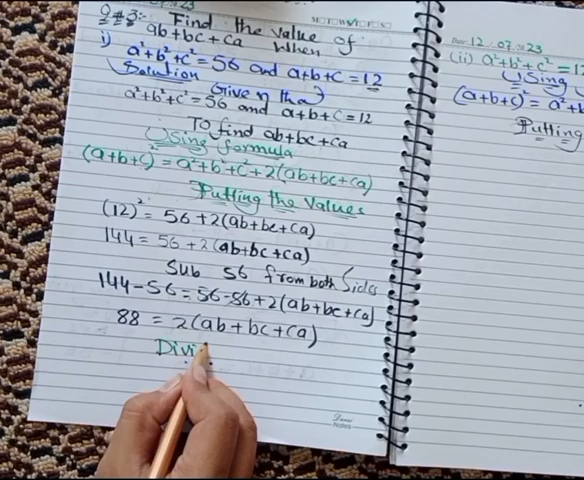 Q#3:- Find the value of
ab+bc+ca When
i) a²+b²+c²=56 and a+b+c=12
Solution Given that
a²+b²+c²=56 and a+b+c=12
To find ab+bc+ca
Using formula
(a+b+c)²=a²+b²+c²+2(ab+bc+ca)
Putting the Values
(12)²=56+2(ab+bc+ca)
144=56+2(ab+bc+ca)
Sub 56 from both Sides
144-56=56-56+2(ab+bc+ca)
88=2(ab+bc+ca)
Divi
Notes
12.07.23
(ii) a²+b²+c²=1
Using
(a+b+c)²=a²+b
Putting